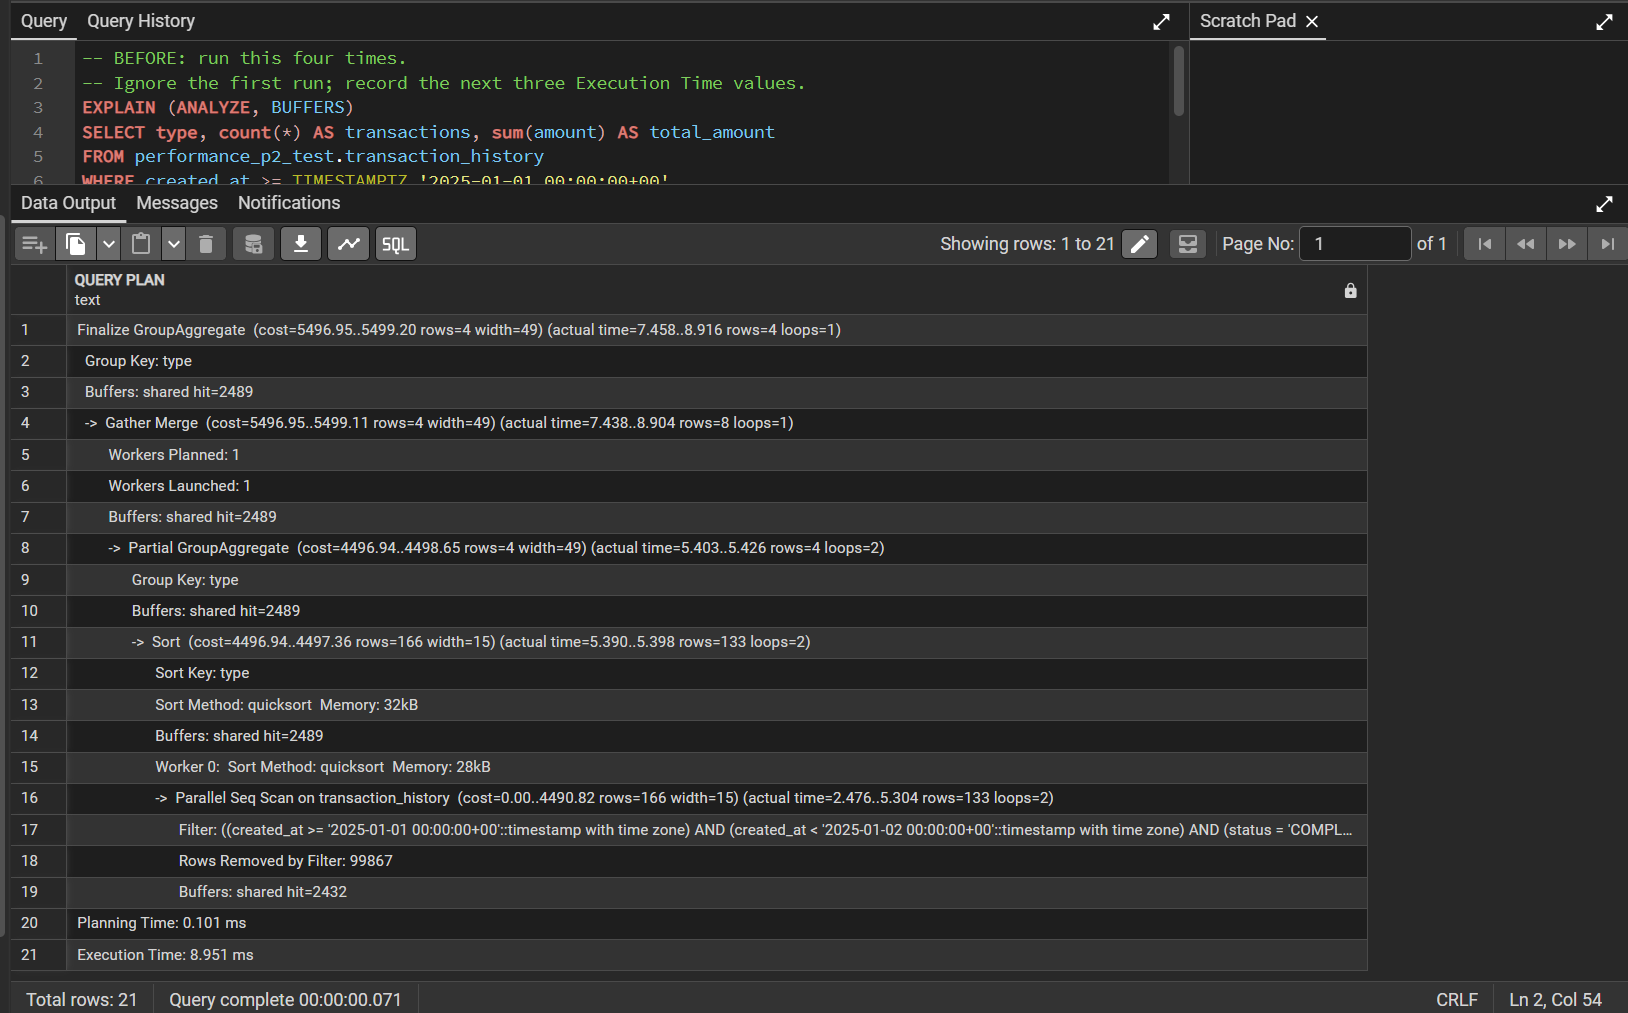 Query Query History
Scratch Pad
1 -- BEFORE: run this four times.
2 -- Ignore the first run; record the next three Execution Time values.
3 EXPLAIN (ANALYZE, BUFFERS)
4 SELECT type, count(*) AS transactions, sum(amount) AS total_amount
5 FROM performance_p2_test.transaction_history
6 WHERE created_at >= TIMESTAMPTZ '2025-01-01 00:00:00+00'
Data Output Messages Notifications
SQL
Showing rows: 1 to 21
Page No: 1 of 1
QUERY PLAN
text
1 Finalize GroupAggregate (cost=5496.95..5499.20 rows=4 width=49) (actual time=7.458..8.916 rows=4 loops=1)
2 Group Key: type
3 Buffers: shared hit=2489
4 -> Gather Merge (cost=5496.95..5499.11 rows=4 width=49) (actual time=7.438..8.904 rows=8 loops=1)
5 Workers Planned: 1
6 Workers Launched: 1
7 Buffers: shared hit=2489
8 -> Partial GroupAggregate (cost=4496.94..4498.65 rows=4 width=49) (actual time=5.403..5.426 rows=4 loops=2)
9 Group Key: type
10 Buffers: shared hit=2489
11 -> Sort (cost=4496.94..4497.36 rows=166 width=15) (actual time=5.390..5.398 rows=133 loops=2)
12 Sort Key: type
13 Sort Method: quicksort Memory: 32kB
14 Buffers: shared hit=2489
15 Worker 0: Sort Method: quicksort Memory: 28kB
16 -> Parallel Seq Scan on transaction_history (cost=0.00..4490.82 rows=166 width=15) (actual time=2.476..5.304 rows=133 loops=2)
17 Filter: ((created_at >= '2025-01-01 00:00:00+00'::timestamp with time zone) AND (created_at < '2025-01-02 00:00:00+00'::timestamp with time zone) AND (status = 'COMPL...
18 Rows Removed by Filter: 99867
19 Buffers: shared hit=2432
20 Planning Time: 0.101 ms
21 Execution Time: 8.951 ms
Total rows: 21 Query complete 00:00:00.071
CRLF Ln 2, Col 54